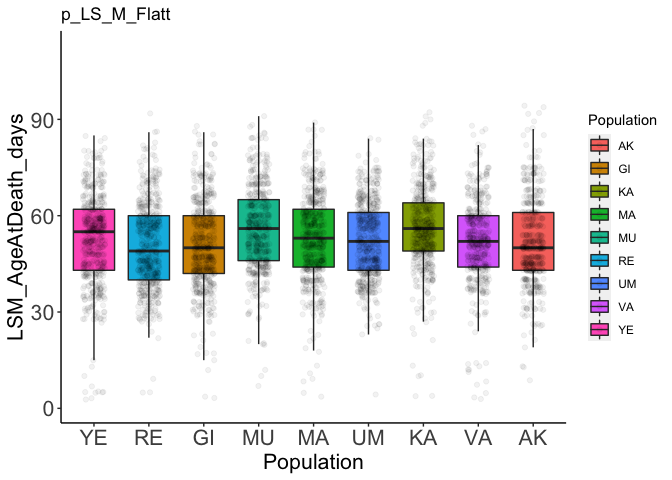 p_LS_M_Flatt
LSM_AgeAtDeath_days
90
60
30
0
YE RE GI MU MA UM KA VA AK
Population
Population
AK
GI
KA
MA
MU
RE
UM
VA
YE